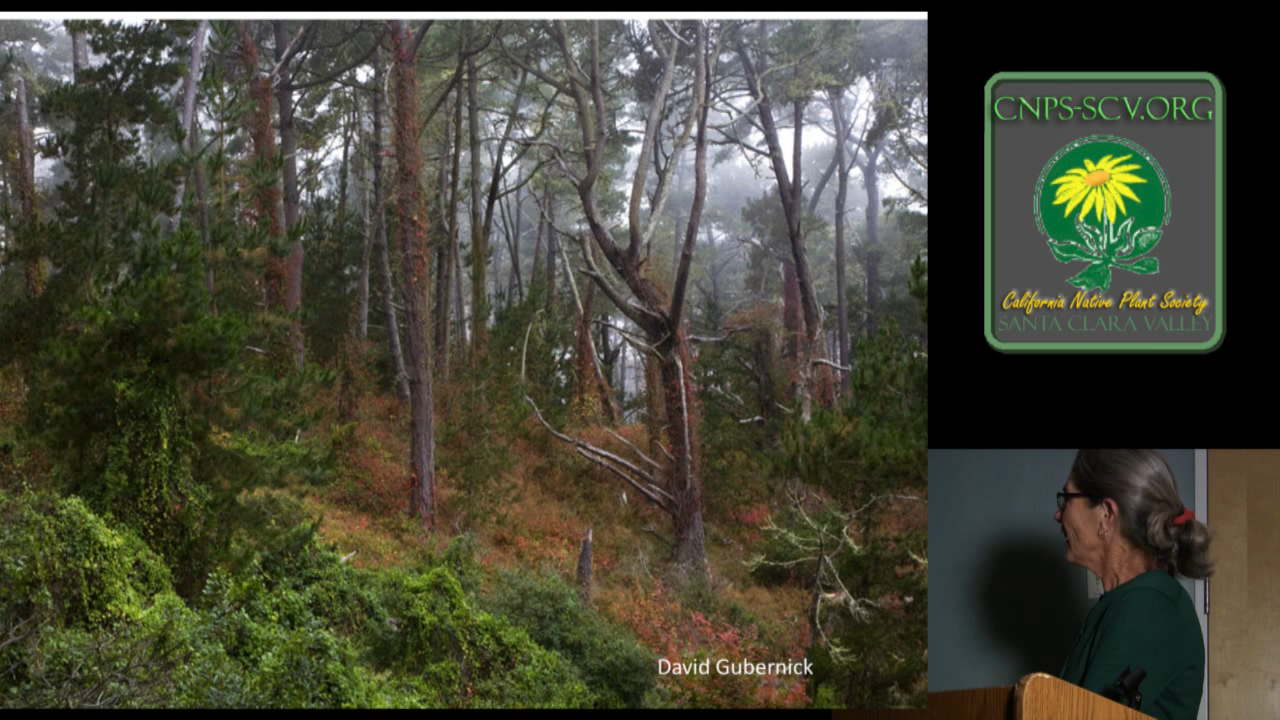 CNPS-SCV.ORG
California Native Plant Society
SANTA CLARA VALLEY
David Gubernick